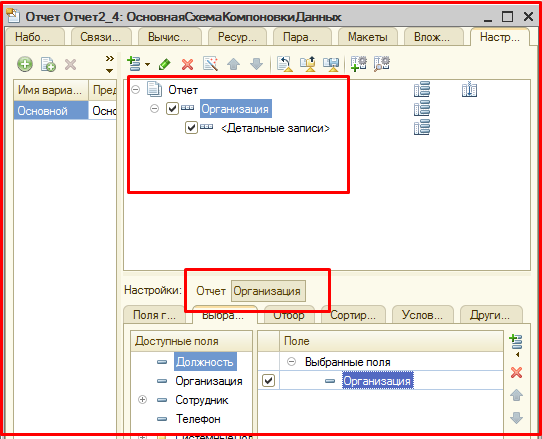 Отчет Отчет2_4: ОсновнаяСхемаКомпоновкиДанных
Набо... Связи... Вычис... Ресур... Пара... Макеты Влож... Настр...
Имя вариа... Пред
Основной Осно
Отчет
Организация
<Детальные записи>
Настройки: Отчет Организация
Поля г... Выбра... Отбор Сортир... Услов... Други...
Доступные поля
Должность
Организация
Сотрудник
Телефон
Поле
Выбранные поля
Организация